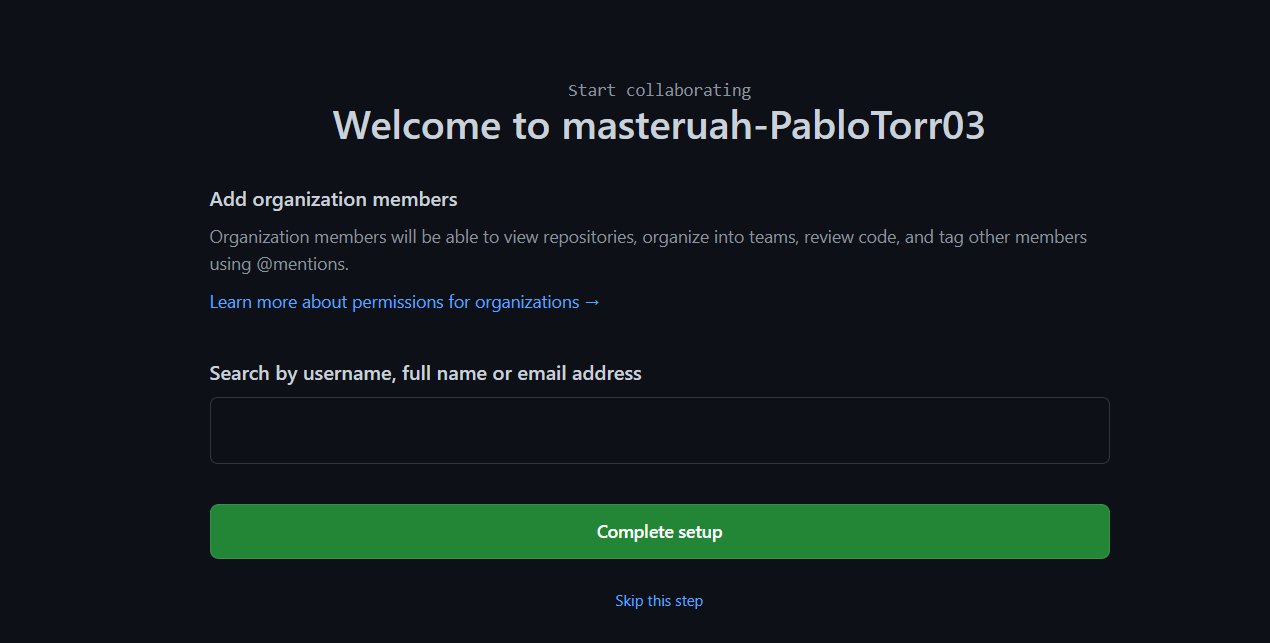 Start collaborating
Welcome to masteruah-PabloTorr03
Add organization members
Organization members will be able to view repositories, organize into teams, review code, and tag other members
using @mentions.
Learn more about permissions for organizations →
Search by username, full name or email address
Complete setup
Skip this step